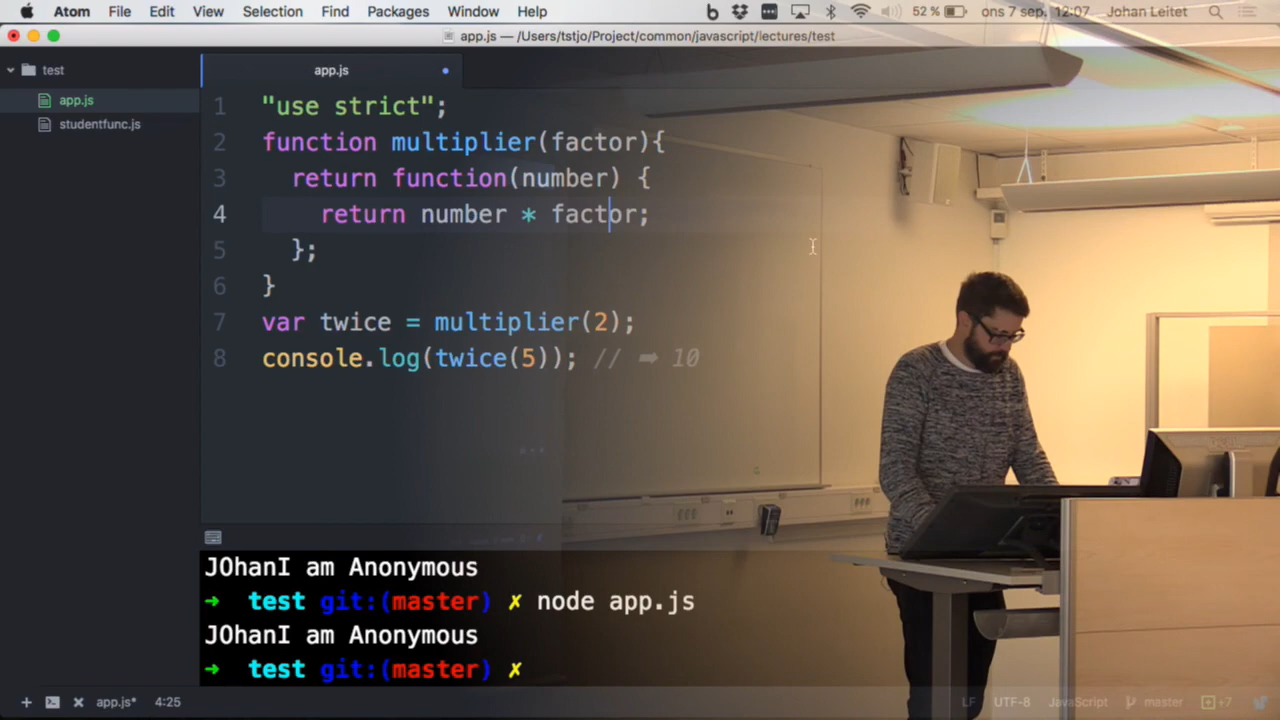 Atom File Edit View Selection Find Packages Window Help 52 % ons 7 sep. 12:07 Johan Leitet
app.js — /Users/tstjo/Project/common/javascript/lectures/test
test
app.js
studentfunc.js
app.js
1 "use strict";
2 function multiplier(factor){
3 return function(number) {
4 return number * factor;
5 };
6 }
7 var twice = multiplier(2);
8 console.log(twice(5)); // ➡ 10
JOhanI am Anonymous
➜ test git:(master) ✗ node app.js
JOhanI am Anonymous
➜ test git:(master) ✗
app.js* 4:25 LF UTF-8 JavaScript master +7